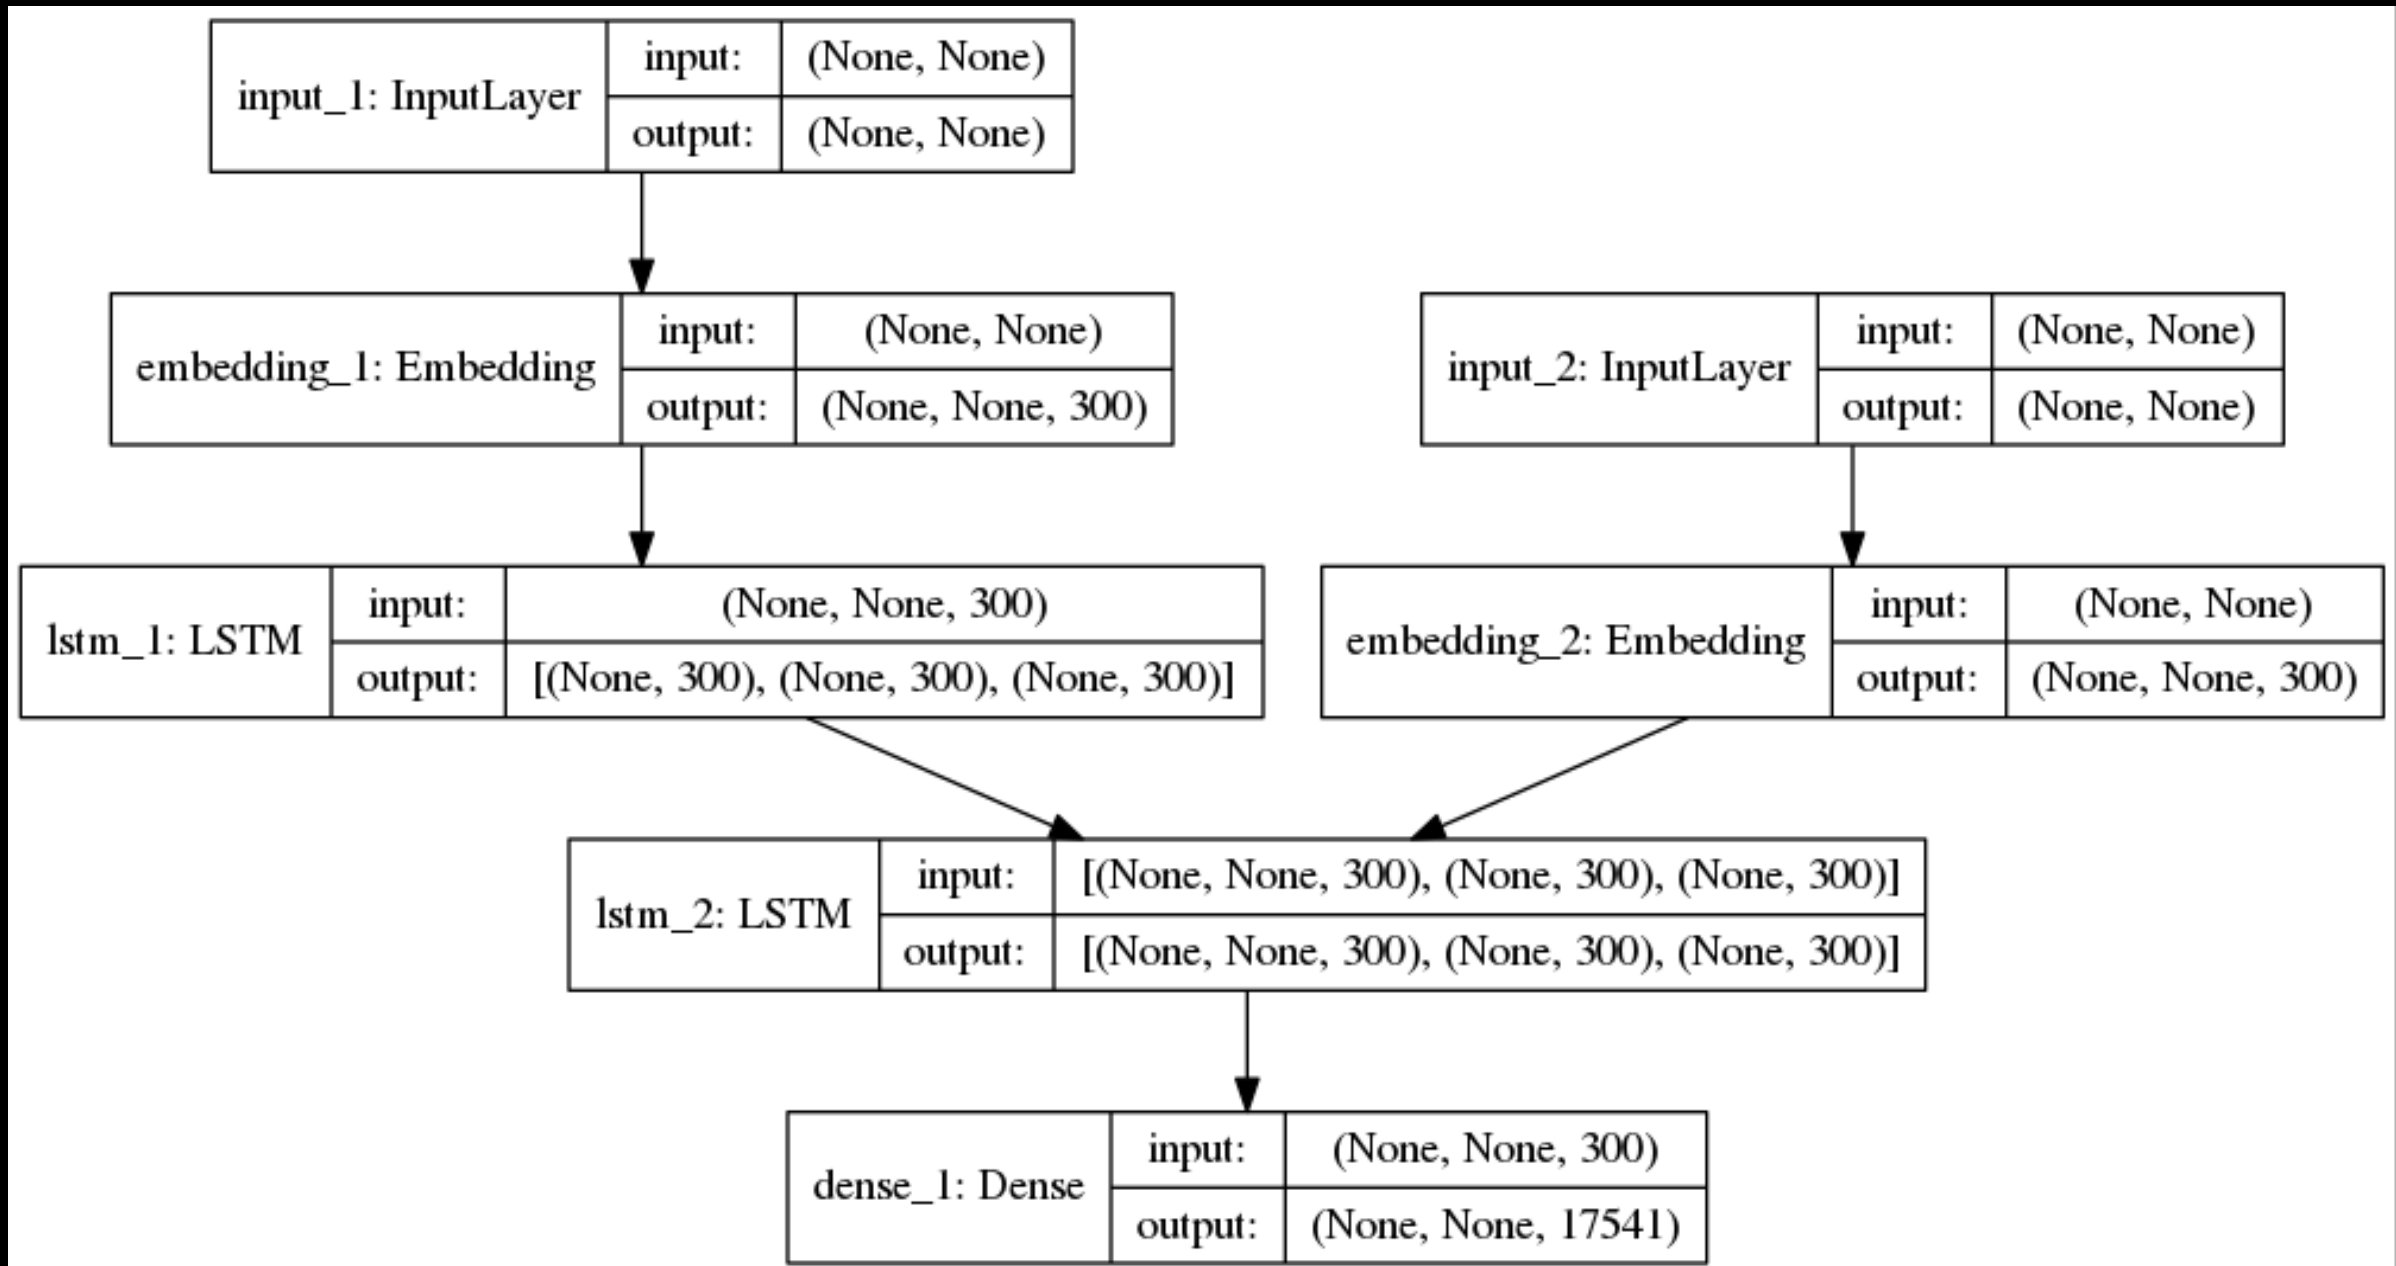 input_1: InputLayer
input:
(None, None)
output:
(None, None)
embedding_1: Embedding
input:
(None, None)
output:
(None, None, 300)
input_2: InputLayer
input:
(None, None)
output:
(None, None)
lstm_1: LSTM
input:
(None, None, 300)
output:
[(None, 300), (None, 300), (None, 300)]
embedding_2: Embedding
input:
(None, None)
output:
(None, None, 300)
lstm_2: LSTM
input:
[(None, None, 300), (None, 300), (None, 300)]
output:
[(None, None, 300), (None, 300), (None, 300)]
dense_1: Dense
input:
(None, None, 300)
output:
(None, None, 17541)